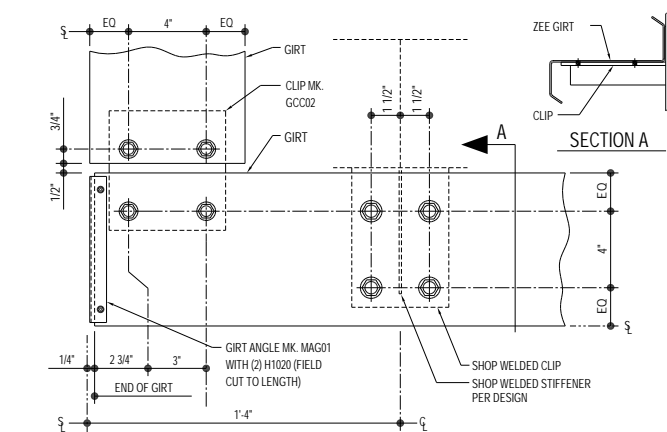 EQ 4" EQ
S L
GIRT
CLIP MK.
GCC02
GIRT
3/4"
1/2"
1 1/2" 1 1/2"
A
ZEE GIRT
CLIP
SECTION A
EQ
4"
EQ
S L
GIRT ANGLE MK. MAG01
WITH (2) H1020 (FIELD
CUT TO LENGTH)
SHOP WELDED CLIP
SHOP WELDED STIFFENER
PER DESIGN
1/4" 2 3/4" 3"
END OF GIRT
S L 1'-4" C L